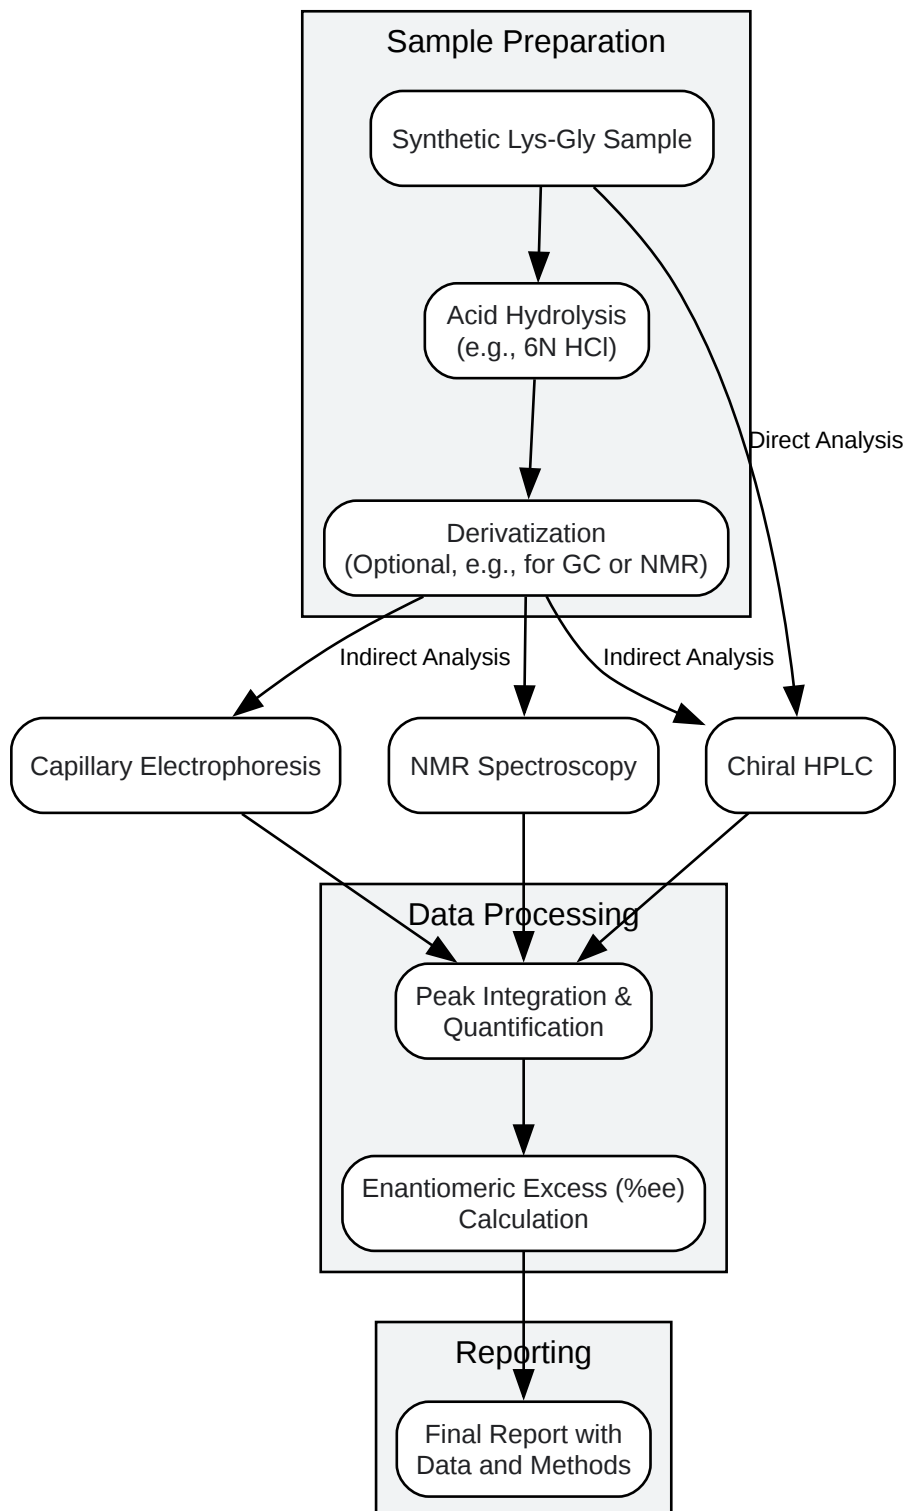 Sample Preparation
Synthetic Lys-Gly Sample
Acid Hydrolysis
(e.g., 6N HCl)
Direct Analysis
Derivatization
(Optional, e.g., for GC or NMR)
Indirect Analysis
Indirect Analysis
Capillary Electrophoresis
NMR Spectroscopy
Chiral HPLC
Data Processing
Peak Integration &
Quantification
Enantiomeric Excess (%ee)
Calculation
Reporting
Final Report with
Data and Methods